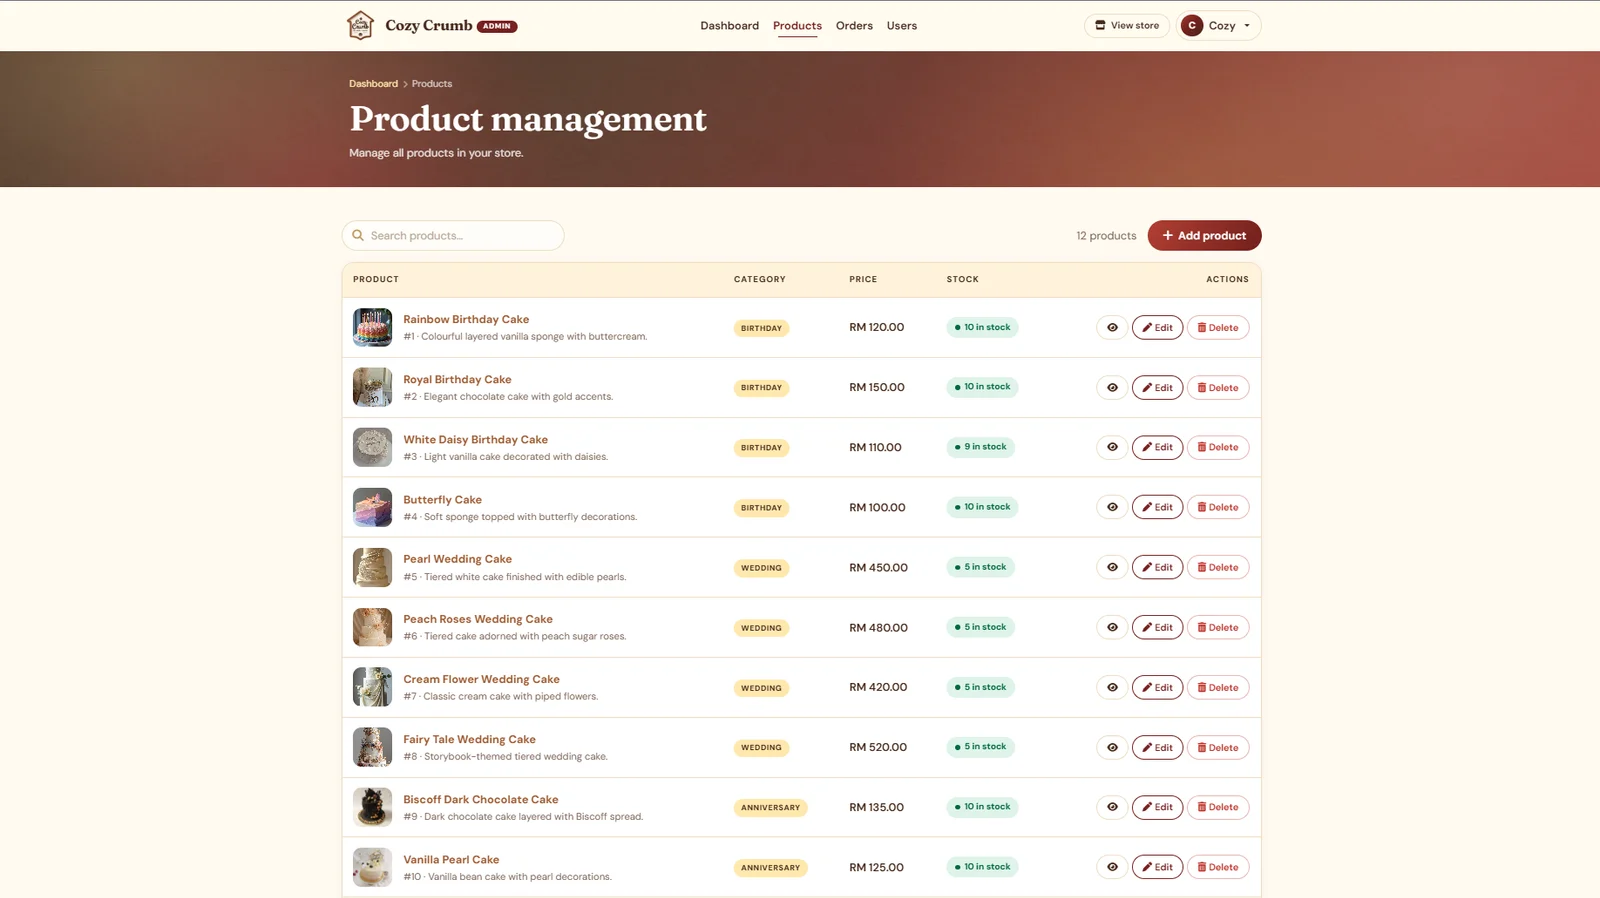 Cozy Crumb ADMIN
Dashboard Products Orders Users
View store
C Cozy
Dashboard > Products
Product management
Manage all products in your store.
Search products...
12 products
+ Add product
PRODUCT CATEGORY PRICE STOCK ACTIONS
Rainbow Birthday Cake
#1 · Colourful layered vanilla sponge with buttercream.
BIRTHDAY RM 120.00 10 in stock Edit Delete
Royal Birthday Cake
#2 · Elegant chocolate cake with gold accents.
BIRTHDAY RM 150.00 10 in stock Edit Delete
White Daisy Birthday Cake
#3 · Light vanilla cake decorated with daisies.
BIRTHDAY RM 110.00 9 in stock Edit Delete
Butterfly Cake
#4 · Soft sponge topped with butterfly decorations.
BIRTHDAY RM 100.00 10 in stock Edit Delete
Pearl Wedding Cake
#5 · Tiered white cake finished with edible pearls.
WEDDING RM 450.00 5 in stock Edit Delete
Peach Roses Wedding Cake
#6 · Tiered cake adorned with peach sugar roses.
WEDDING RM 480.00 5 in stock Edit Delete
Cream Flower Wedding Cake
#7 · Classic cream cake with piped flowers.
WEDDING RM 420.00 5 in stock Edit Delete
Fairy Tale Wedding Cake
#8 · Storybook-themed tiered wedding cake.
WEDDING RM 520.00 5 in stock Edit Delete
Biscoff Dark Chocolate Cake
#9 · Dark chocolate cake layered with Biscoff spread.
ANNIVERSARY RM 135.00 10 in stock Edit Delete
Vanilla Pearl Cake
#10 · Vanilla bean cake with pearl decorations.
ANNIVERSARY RM 125.00 10 in stock Edit Delete